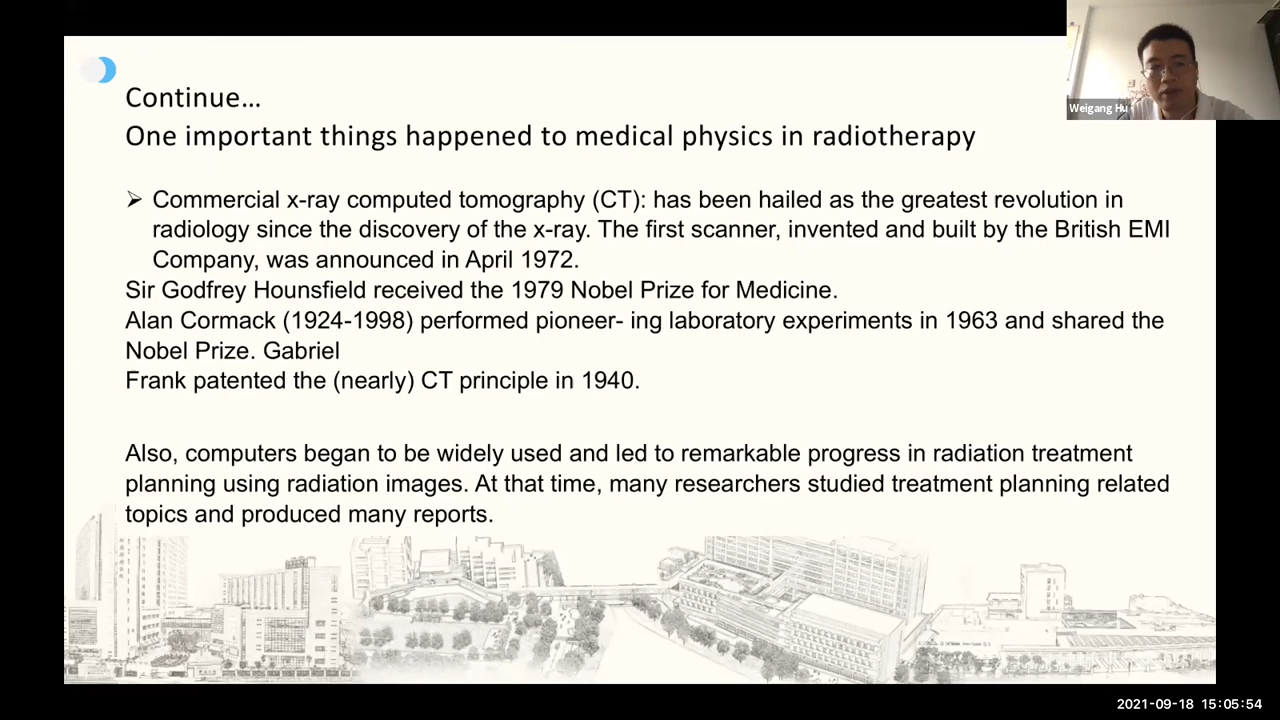 Weigang Hu
Continue…
One important things happened to medical physics in radiotherapy
➢ Commercial x-ray computed tomography (CT): has been hailed as the greatest revolution in
radiology since the discovery of the x-ray. The first scanner, invented and built by the British EMI
Company, was announced in April 1972.
Sir Godfrey Hounsfield received the 1979 Nobel Prize for Medicine.
Alan Cormack (1924-1998) performed pioneer- ing laboratory experiments in 1963 and shared the
Nobel Prize. Gabriel
Frank patented the (nearly) CT principle in 1940.
Also, computers began to be widely used and led to remarkable progress in radiation treatment
planning using radiation images. At that time, many researchers studied treatment planning related
topics and produced many reports.
2021-09-18 15:05:54